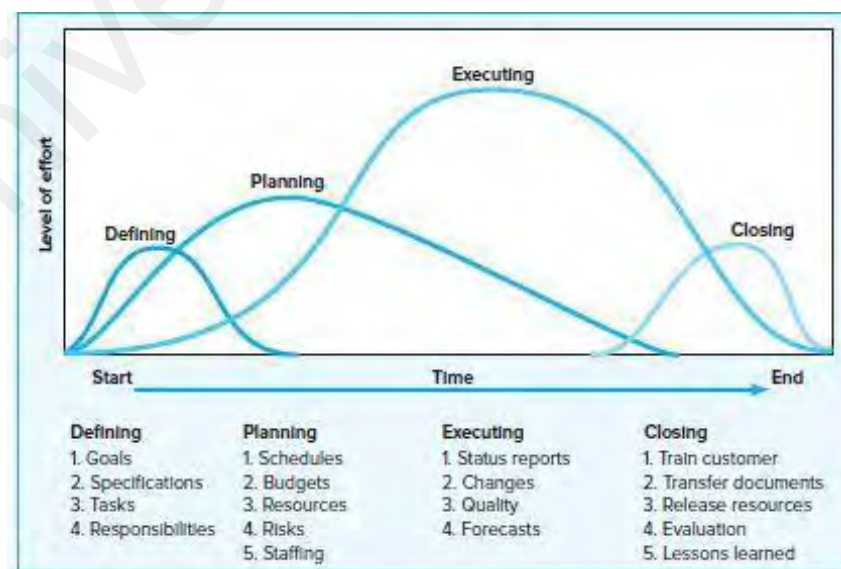 Executing
Planning
Defining
Closing
Level of effort
Start
Time
End
Defining
1. Goals
2. Specifications
3. Tasks
4. Responsibilities
Planning
1. Schedules
2. Budgets
3. Resources
4. Risks
5. Staffing
Executing
1. Status reports
2. Changes
3. Quality
4. Forecasts
Closing
1. Train customer
2. Transfer documents
3. Release resources
4. Evaluation
5. Lessons learned